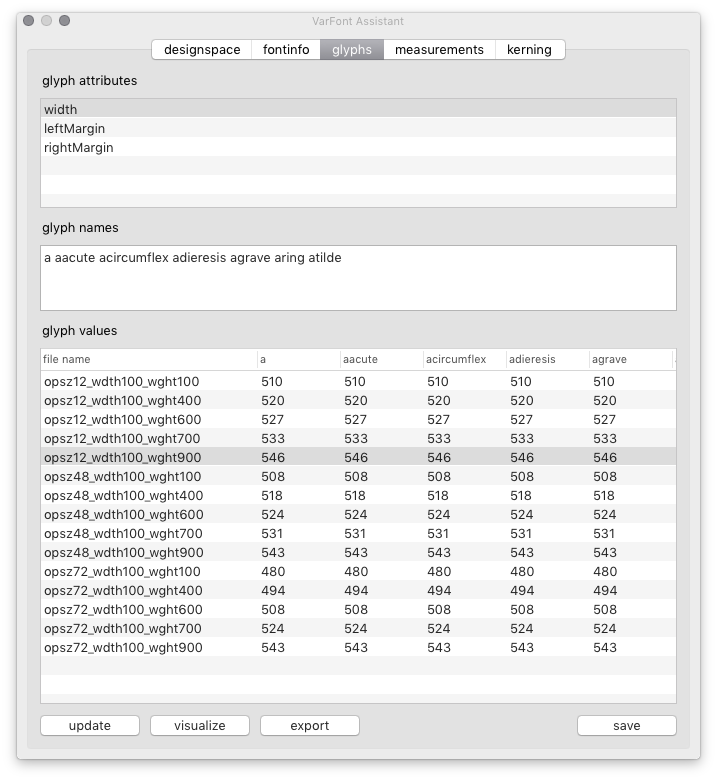 VarFont Assistant
designspace fontinfo glyphs measurements kerning
glyph attributes
width
leftMargin
rightMargin
glyph names
a aacute acircumflex adieresis agrave aring atilde
glyph values
file name a aacute acircumflex adieresis agrave
opsz12_wdth100_wght100 510 510 510 510 510
opsz12_wdth100_wght400 520 520 520 520 520
opsz12_wdth100_wght600 527 527 527 527 527
opsz12_wdth100_wght700 533 533 533 533 533
opsz12_wdth100_wght900 546 546 546 546 546
opsz48_wdth100_wght100 508 508 508 508 508
opsz48_wdth100_wght400 518 518 518 518 518
opsz48_wdth100_wght600 524 524 524 524 524
opsz48_wdth100_wght700 531 531 531 531 531
opsz48_wdth100_wght900 543 543 543 543 543
opsz72_wdth100_wght100 480 480 480 480 480
opsz72_wdth100_wght400 494 494 494 494 494
opsz72_wdth100_wght600 508 508 508 508 508
opsz72_wdth100_wght700 524 524 524 524 524
opsz72_wdth100_wght900 543 543 543 543 543
update visualize export save